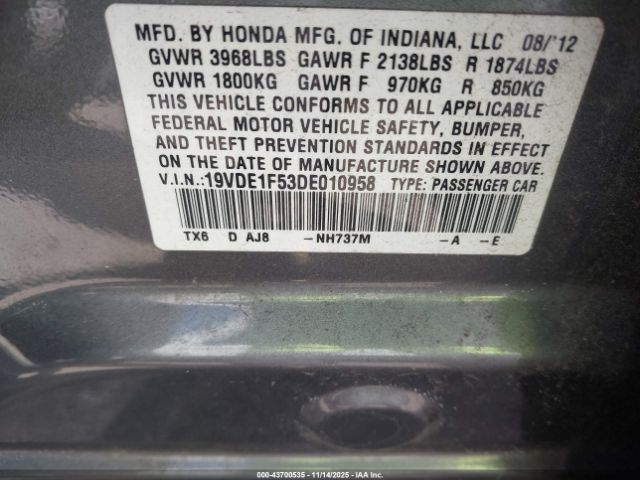 MFD. BY HONDA MFG. OF INDIANA, LLC 08/'12
GVWR 3968LBS GAWR F 2138LBS R 1874LBS
GVWR 1800KG GAWR F 970KG R 850KG
THIS VEHICLE CONFORMS TO ALL APPLICABLE
FEDERAL MOTOR VEHICLE SAFETY, BUMPER,
AND THEFT PREVENTION STANDARDS IN EFFECT
ON THE DATE OF MANUFACTURE SHOWN ABOVE.
V.I.N.:19VDE1F53DE010958 TYPE: PASSENGER CAR
TX6 D AJ8 -NH737M -A -E
000-43700535 - 11/14/2025 - IAA Inc.